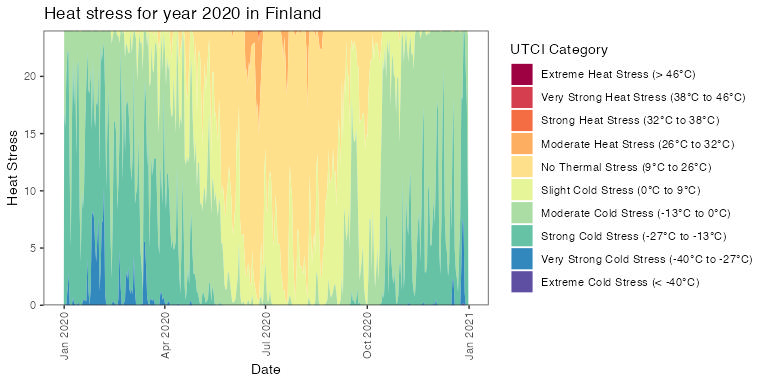 Heat stress for year 2020 in Finland
Heat Stress
20
15
10
5
0
Jan 2020
Apr 2020
Jul 2020
Oct 2020
Jan 2021
Date
UTCI Category
Extreme Heat Stress (> 46°C)
Very Strong Heat Stress (38°C to 46°C)
Strong Heat Stress (32°C to 38°C)
Moderate Heat Stress (26°C to 32°C)
No Thermal Stress (9°C to 26°C)
Slight Cold Stress (0°C to 9°C)
Moderate Cold Stress (-13°C to 0°C)
Strong Cold Stress (-27°C to -13°C)
Very Strong Cold Stress (-40°C to -27°C)
Extreme Cold Stress (< -40°C)